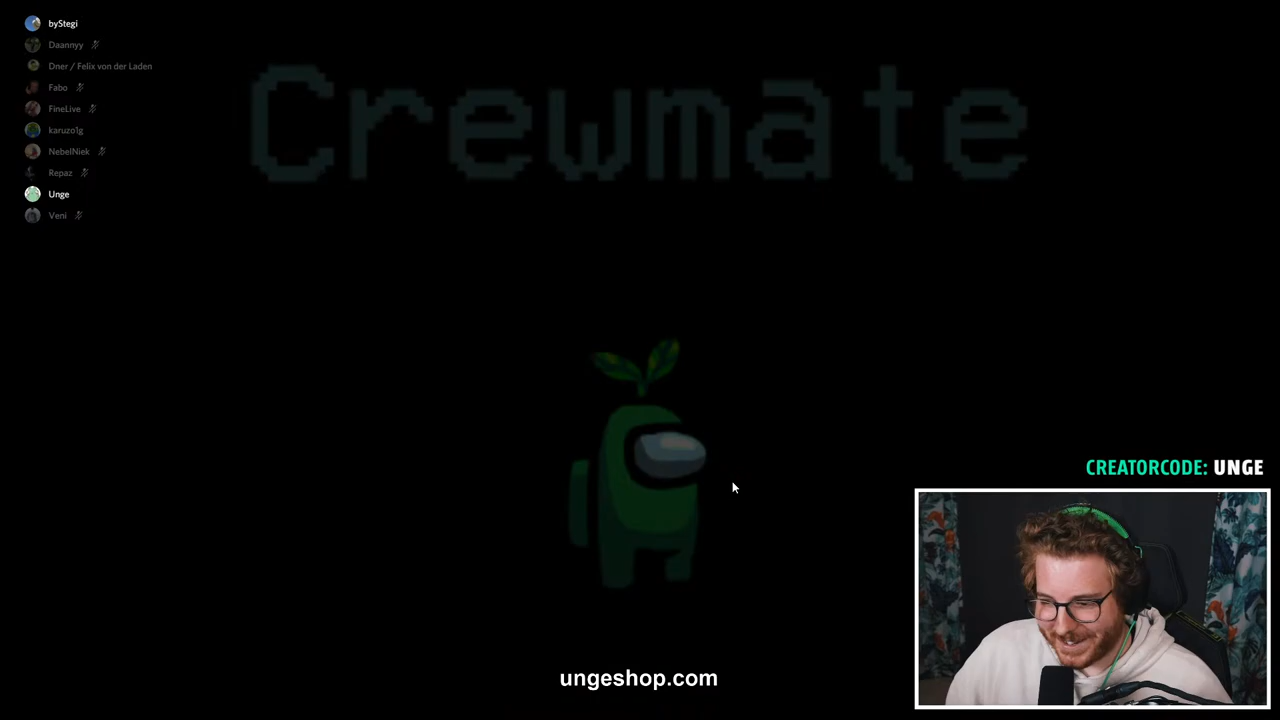 byStegi
Daannyy
Dner / Felix von der Laden
Fabo
FineLive
karuzo1g
NebelNiek
Repaz
Unge
Veni
Crewmate
CREATORCODE: UNGE
ungeshop.com